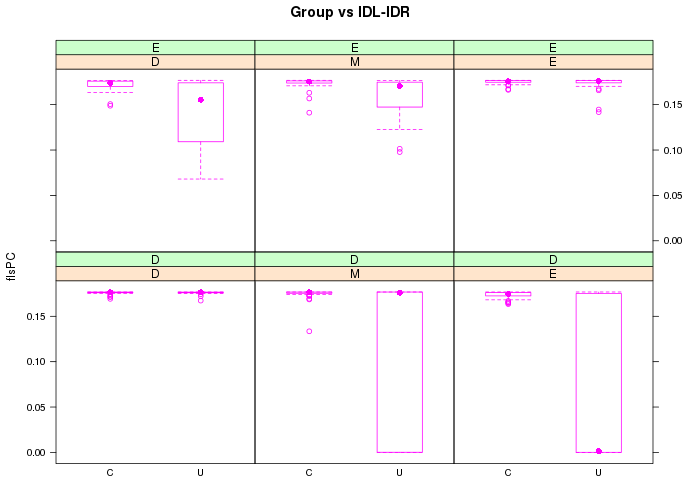 Group vs IDL-IDR
E E E
D M E
0.15
0.10
0.05
0.00
flsPC
D D D
D M E
0.15
0.10
0.05
0.00
C U C U C U